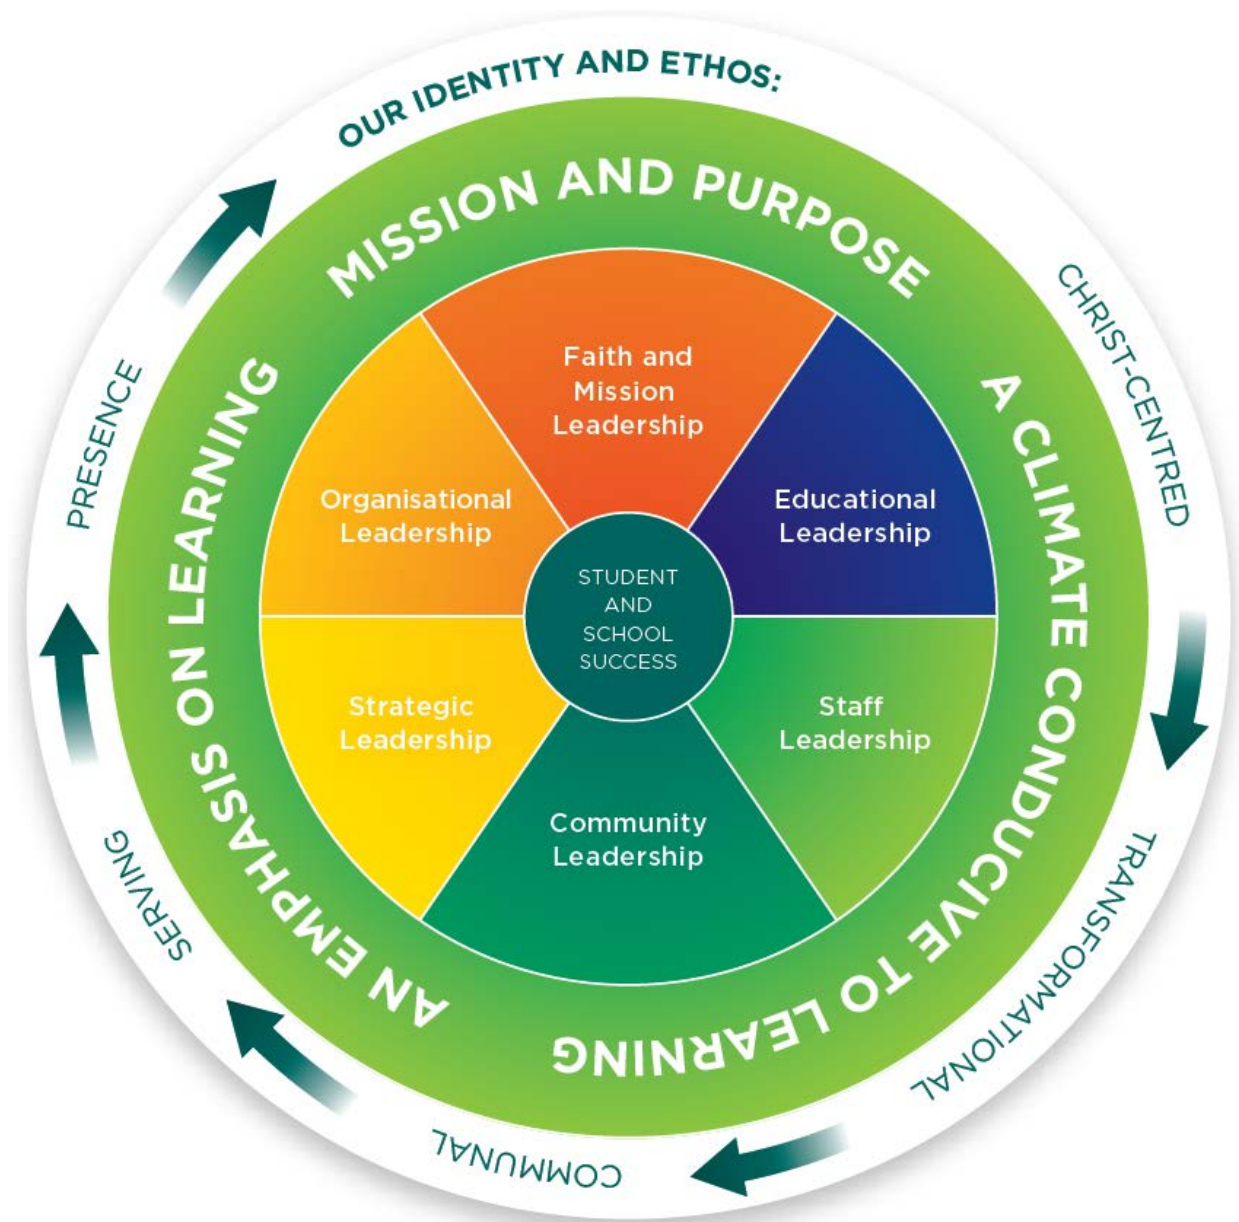 OUR IDENTITY AND ETHOS:
CHRIST-CENTRED
TRANSFORMATIONAL
COMMUNAL
SERVING
PRESENCE
MISSION AND PURPOSE
A CLIMATE CONDUCIVE TO LEARNING
AN EMPHASIS ON LEARNING
Faith and
Mission
Leadership
Educational
Leadership
Staff
Leadership
Community
Leadership
Strategic
Leadership
Organisational
Leadership
STUDENT
AND
SCHOOL
SUCCESS